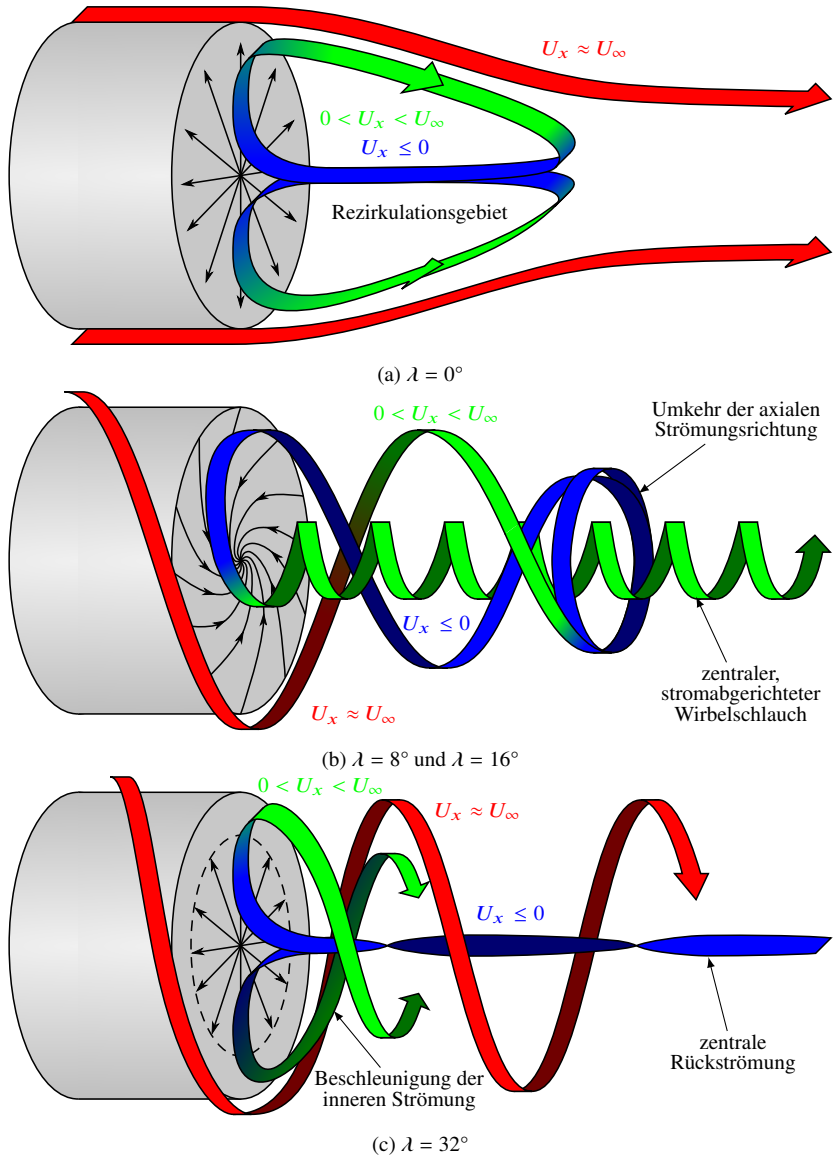 U_x ≈ U_∞
0 < U_x < U_∞
U_x ≤ 0
Rezirkulationsgebiet
(a) λ = 0°
0 < U_x < U_∞
Umkehr der axialen
Strömungsrichtung
U_x ≤ 0
zentraler,
stromabgerichteter
Wirbelschlauch
U_x ≈ U_∞
(b) λ = 8° und λ = 16°
0 < U_x < U_∞
U_x ≈ U_∞
U_x ≤ 0
zentrale
Rückströmung
Beschleunigung der
inneren Strömung
(c) λ = 32°